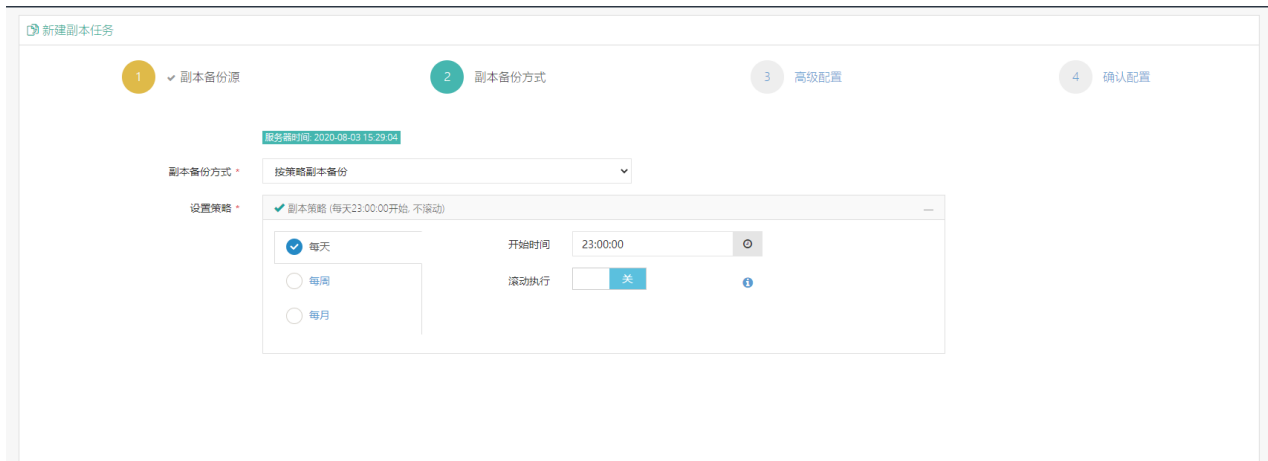 新建副本任务
1 副本备份源
2 副本备份方式
3 高级配置
4 确认配置
服务器时间: 2020-08-03 15:29:04
副本备份方式 *
按策略副本备份
设置策略 *
副本策略 (每天23:00:00开始, 不滚动)
每天
开始时间
23:00:00
每周
滚动执行
关
每月